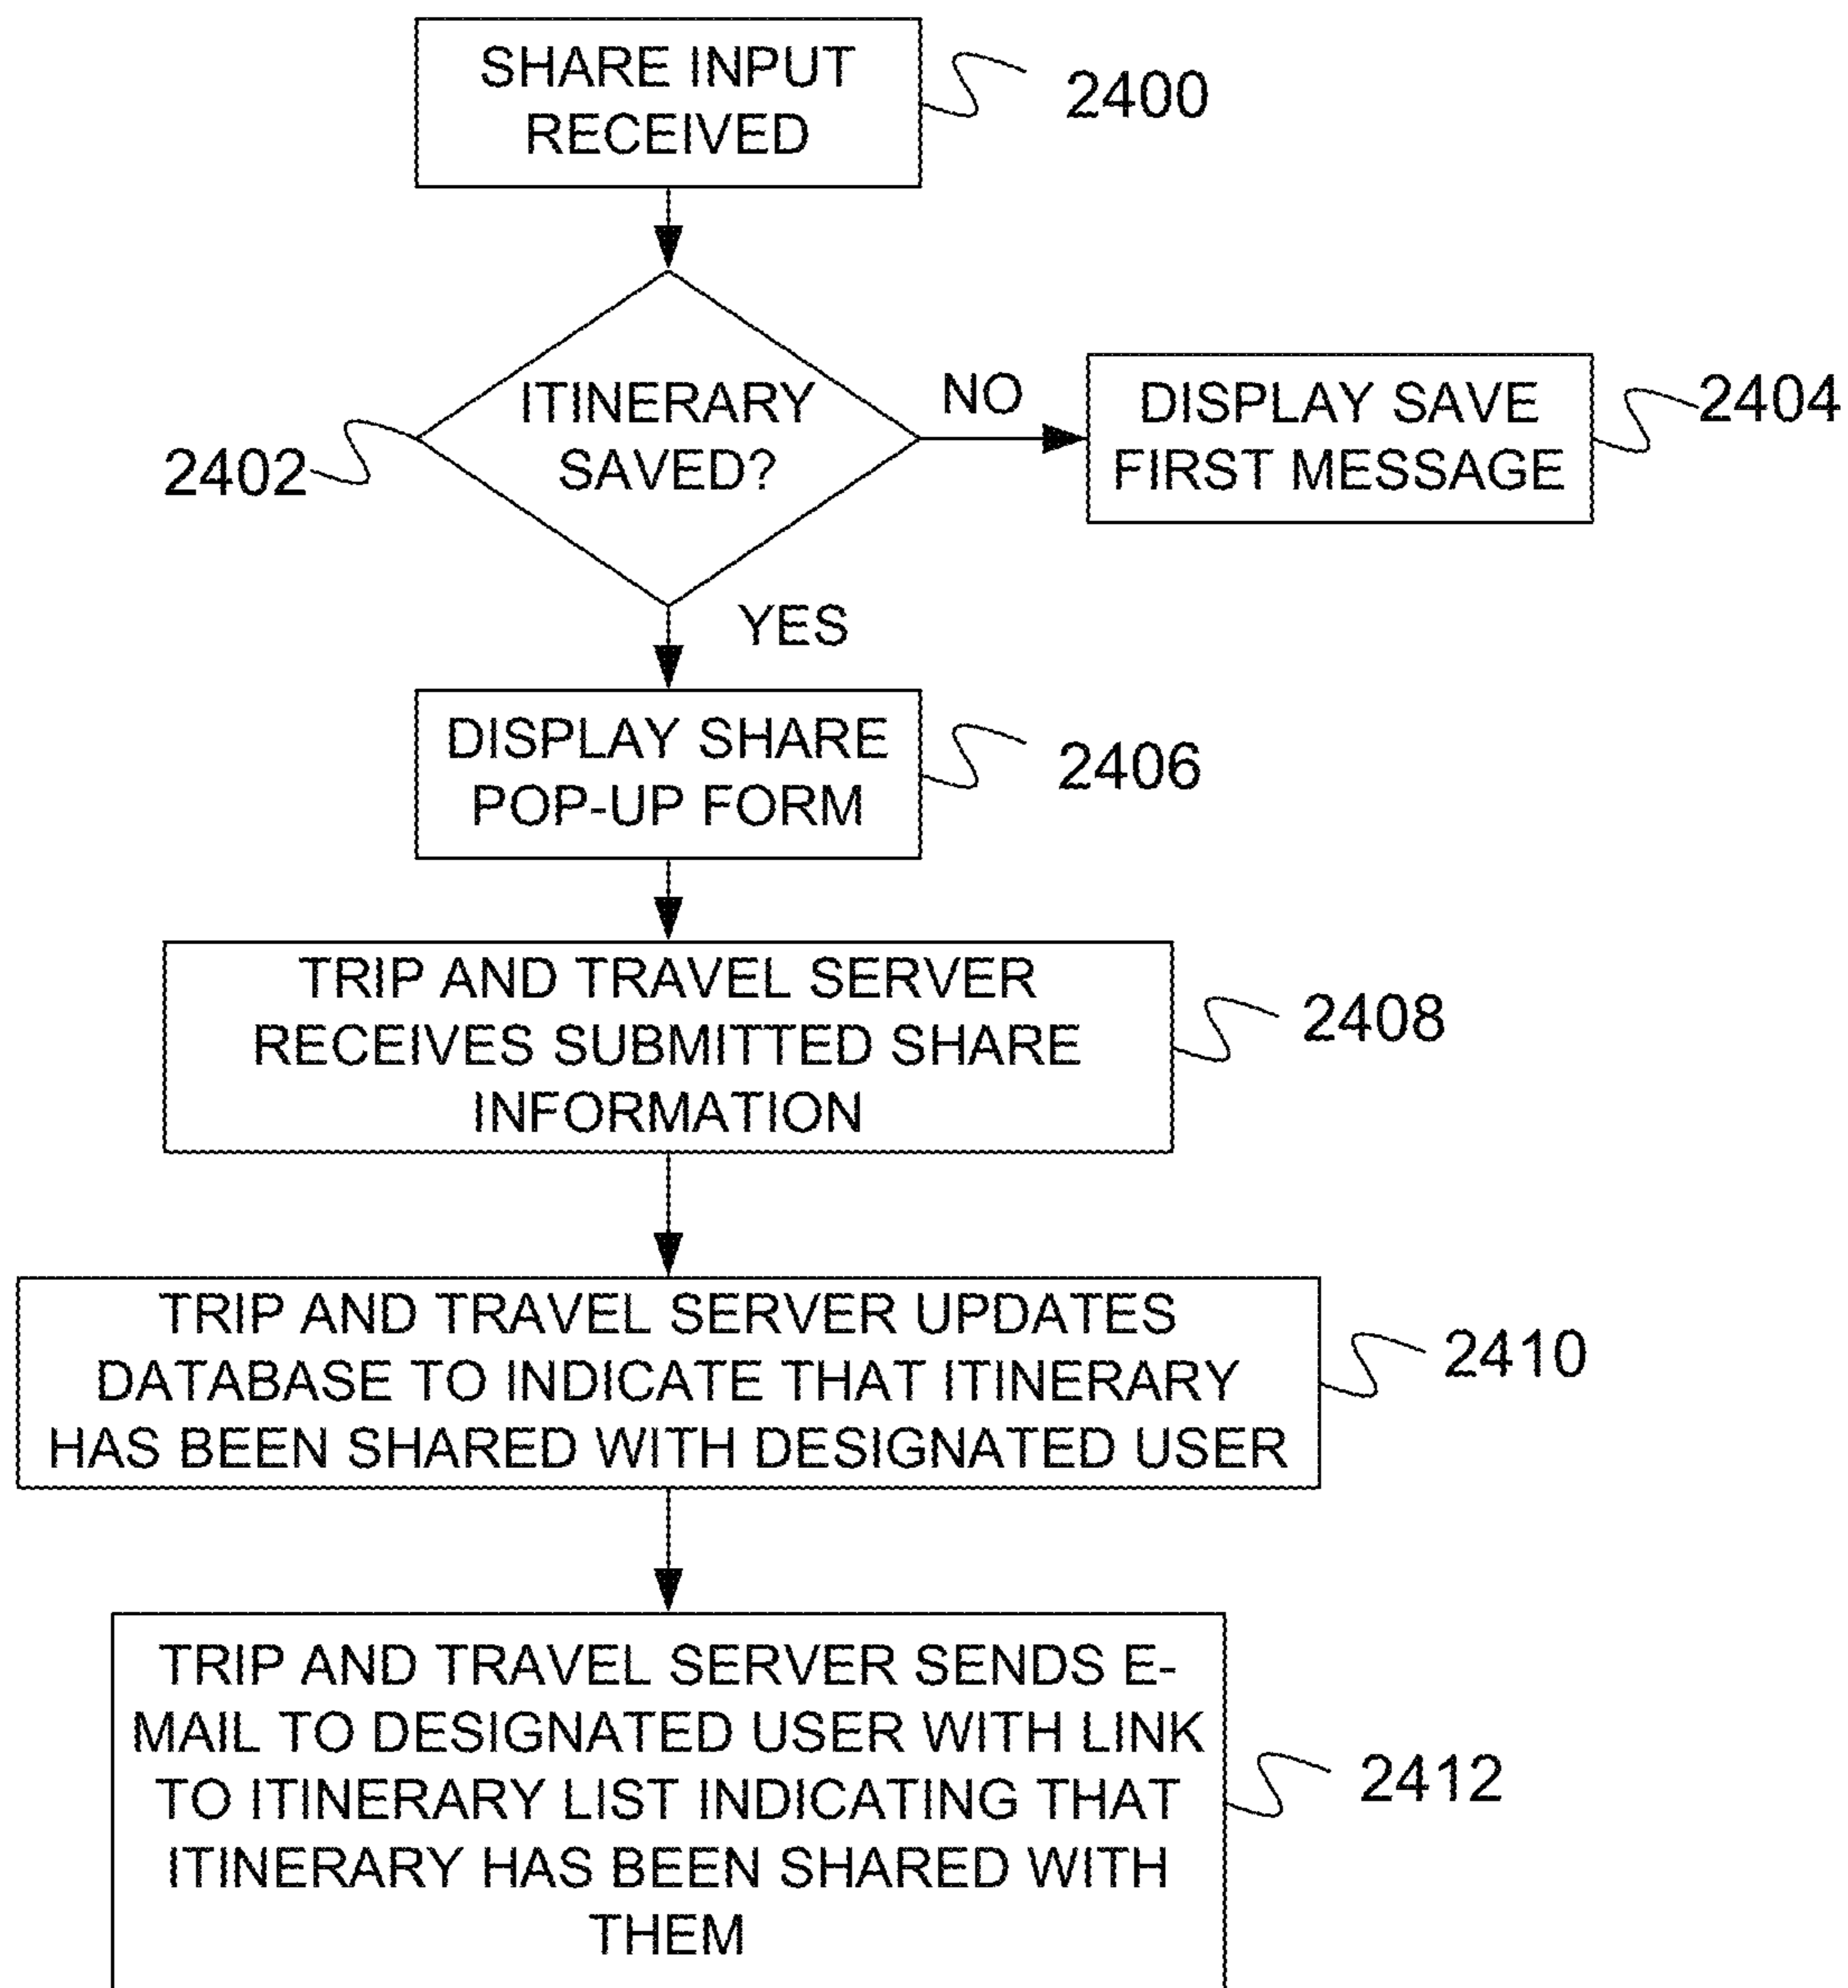 SHARE INPUT
RECEIVED
2400
ITINERARY
SAVED?
2402
NO
DISPLAY SAVE
FIRST MESSAGE
2404
YES
DISPLAY SHARE
POP-UP FORM
2406
TRIP AND TRAVEL SERVER
RECEIVES SUBMITTED SHARE
INFORMATION
2408
TRIP AND TRAVEL SERVER UPDATES
DATABASE TO INDICATE THAT ITINERARY
HAS BEEN SHARED WITH DESIGNATED USER
2410
TRIP AND TRAVEL SERVER SENDS E-
MAIL TO DESIGNATED USER WITH LINK
TO ITINERARY LIST INDICATING THAT
ITINERARY HAS BEEN SHARED WITH
THEM
2412